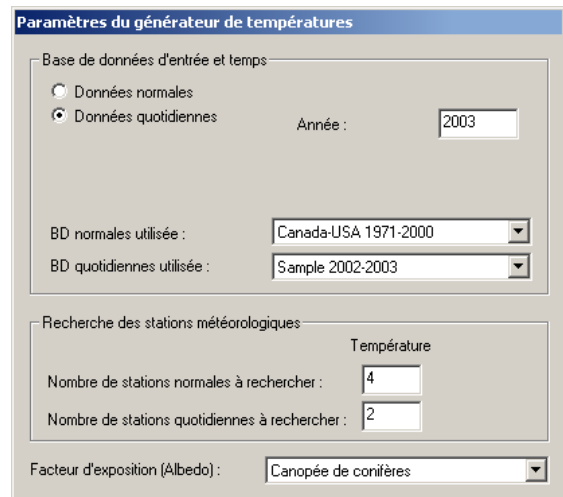 Paramètres du générateur de températures
Base de données d'entrée et temps
Données normales
Données quotidiennes
Année :
2003
BD normales utilisée :
Canada-USA 1971-2000
BD quotidiennes utilisée :
Sample 2002-2003
Recherche des stations météorologiques
Température
Nombre de stations normales à rechercher :
4
Nombre de stations quotidiennes à rechercher :
2
Facteur d'exposition (Albedo) :
Canopée de conifères